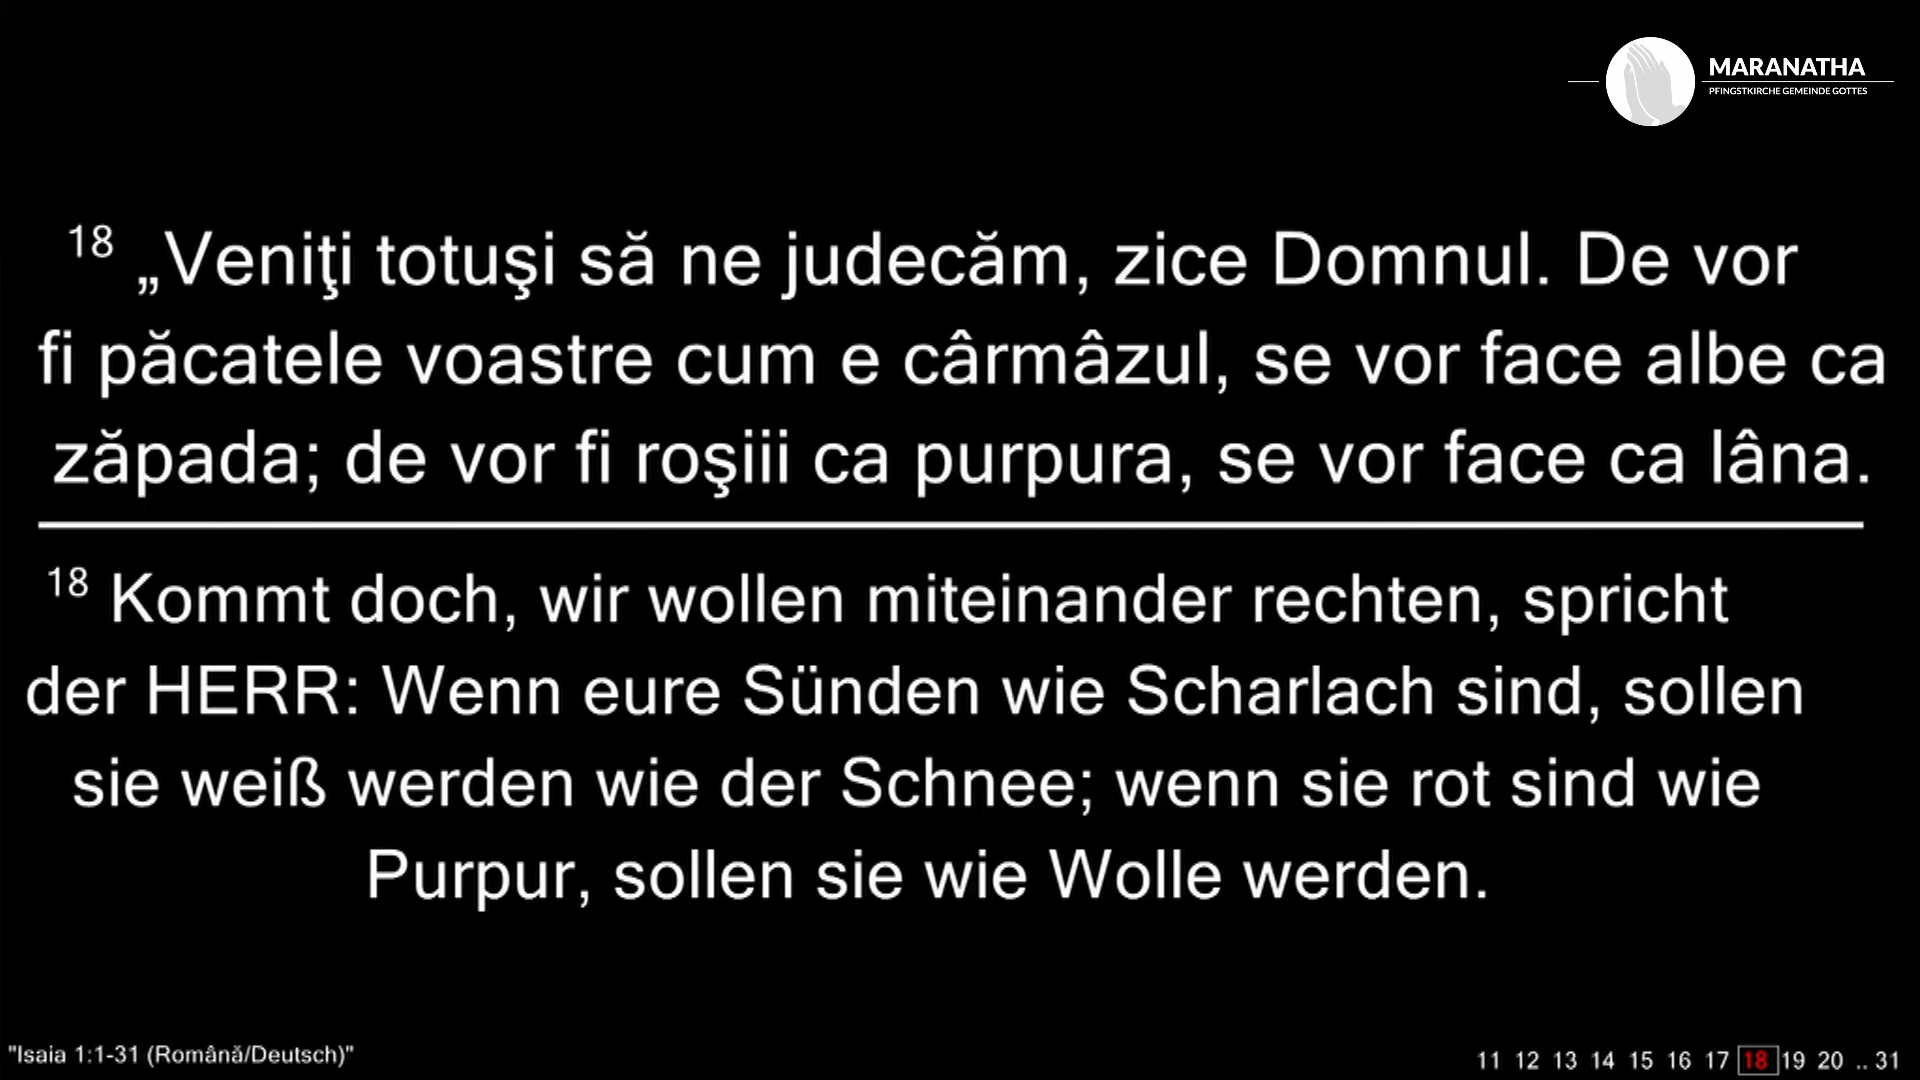 MARANATHA
PFINGSTKIRCHE GEMEINDE GOTTES
18 „Veniţi totuşi să ne judecăm, zice Domnul. De vor
fi păcatele voastre cum e cârmâzul, se vor face albe ca
zăpada; de vor fi roşiii ca purpura, se vor face ca lâna.
18 Kommt doch, wir wollen miteinander rechten, spricht
der HERR: Wenn eure Sünden wie Scharlach sind, sollen
sie weiß werden wie der Schnee; wenn sie rot sind wie
Purpur, sollen sie wie Wolle werden.
"Isaia 1:1-31 (Română/Deutsch)"
11 12 13 14 15 16 17 18 19 20 .. 31